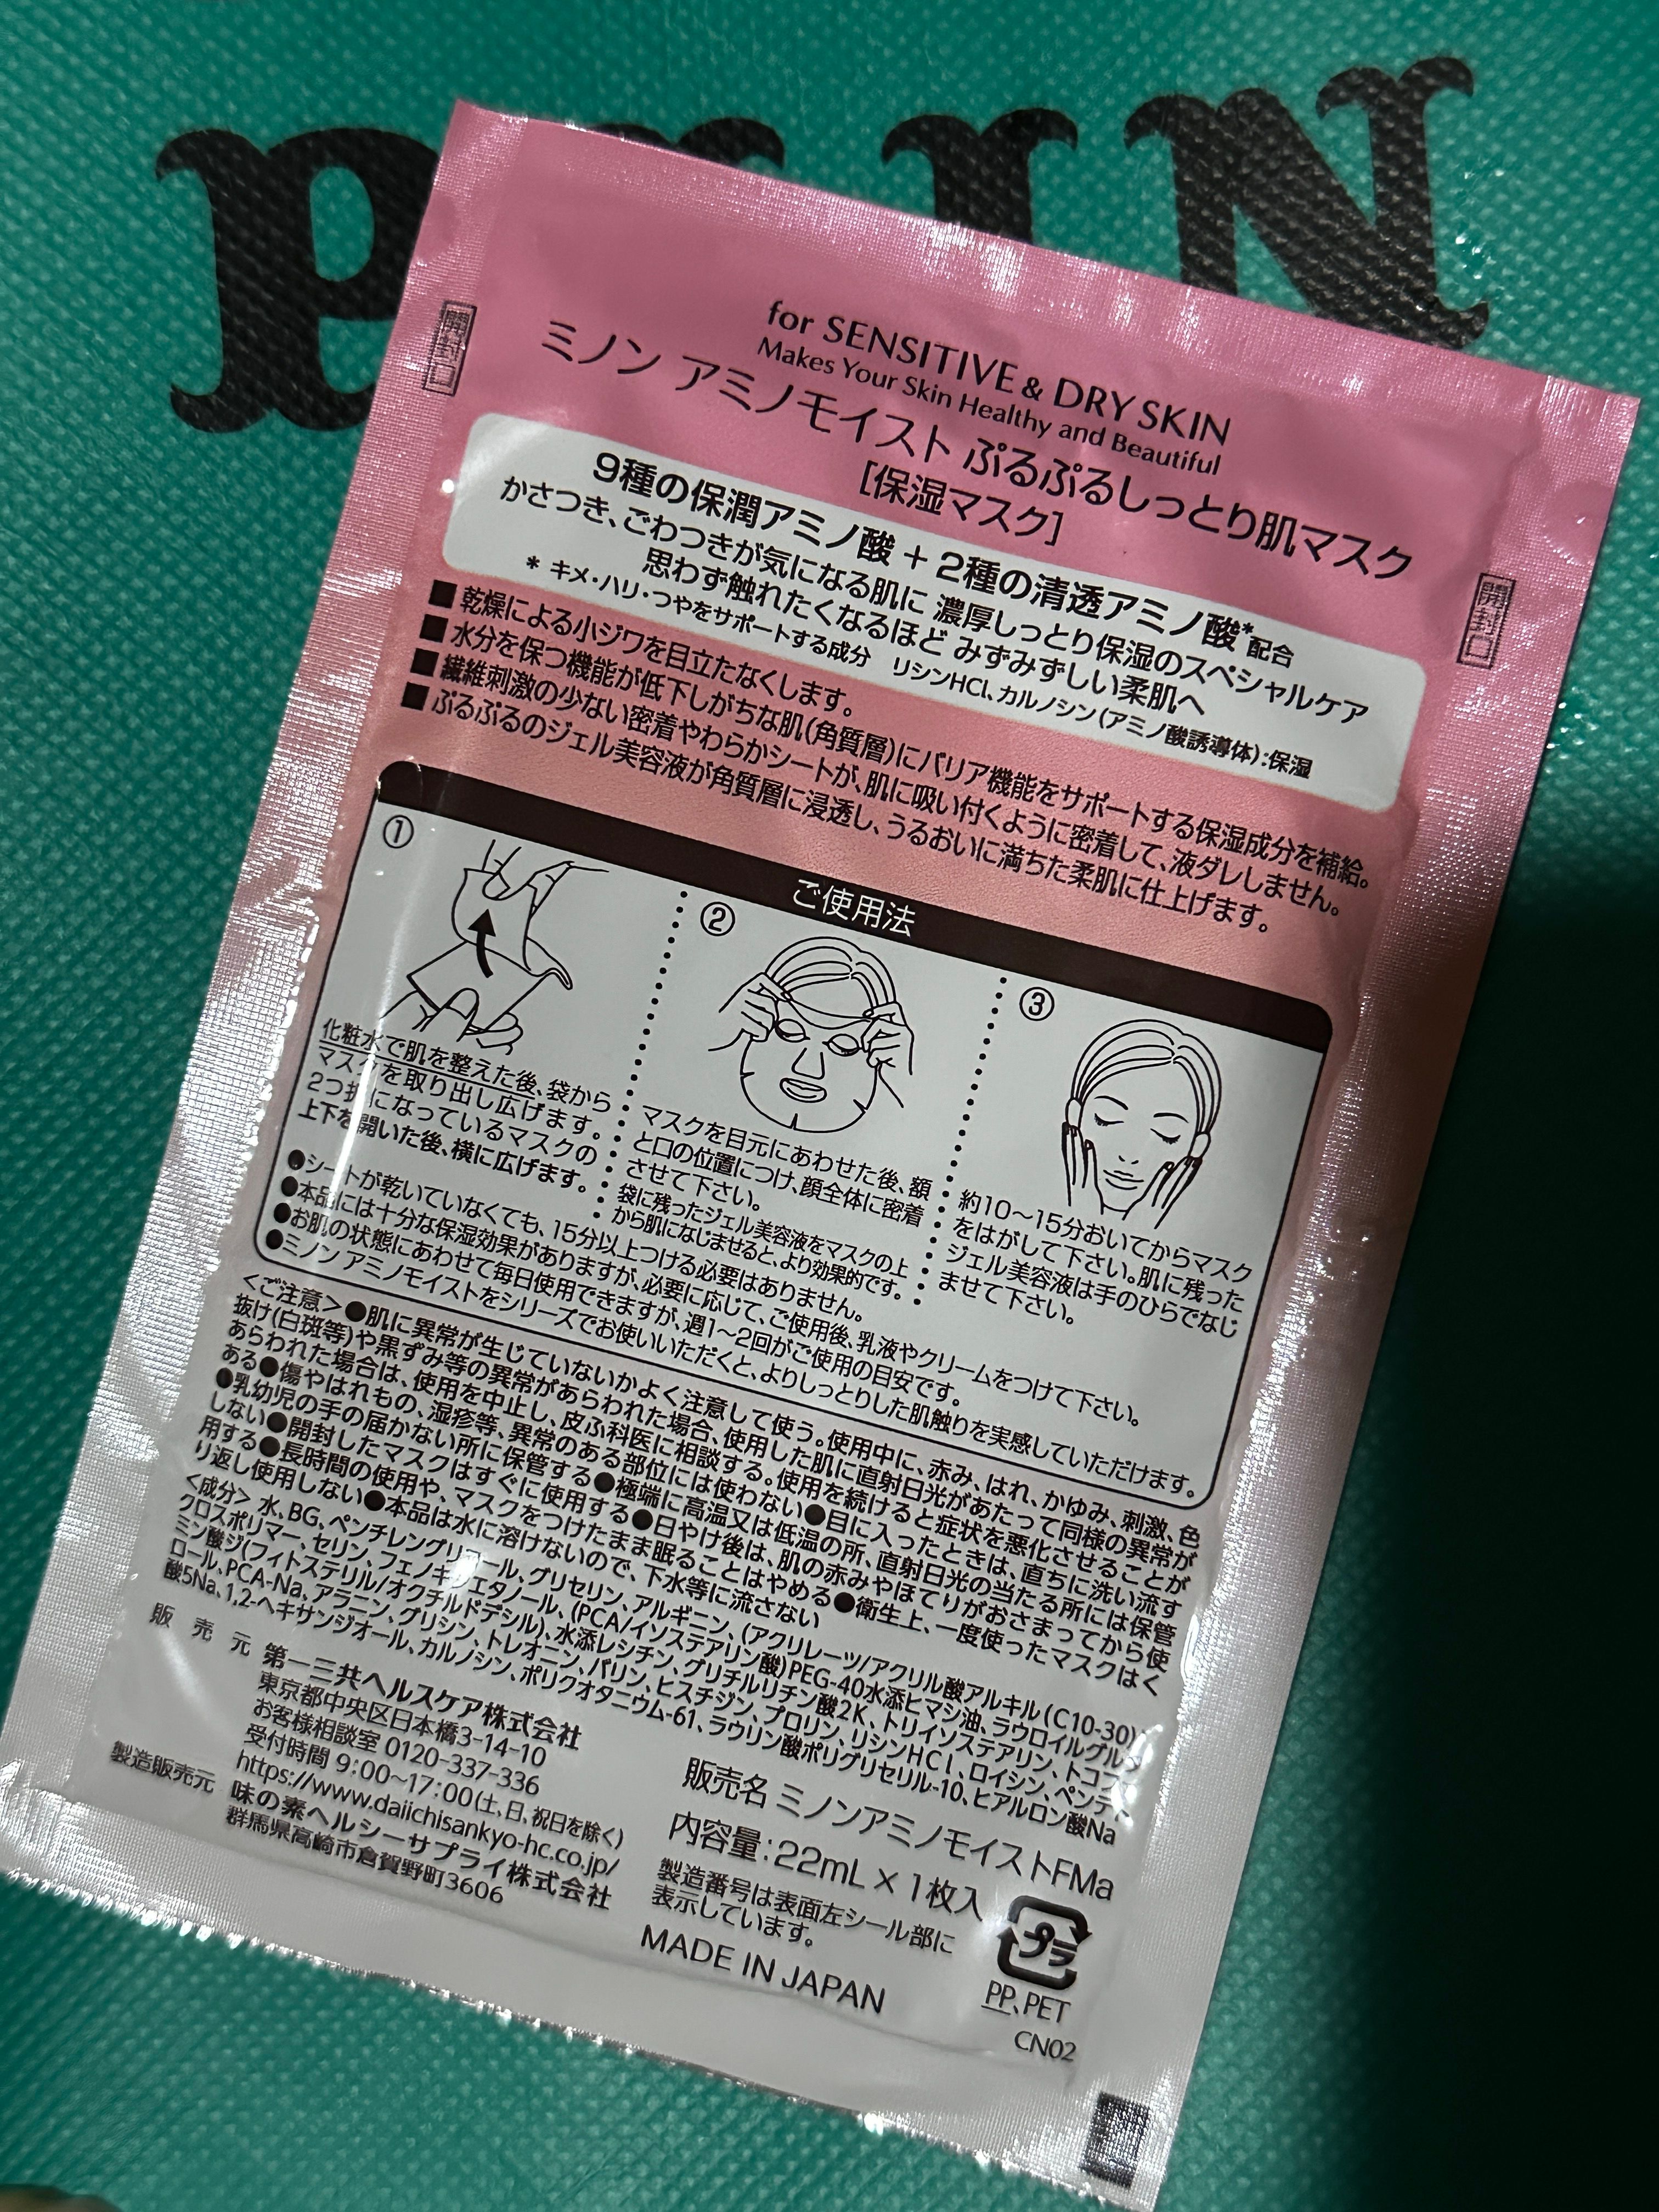 for SENSITIVE & DRY SKIN
Makes Your Skin Healthy and Beautiful
ミノン アミノモイスト ぷるぷるしっとり肌マスク
[保湿マスク]
開封口
開封口
9種の保潤アミノ酸 + 2種の清透アミノ酸*配合
かさつき、ごわつきが気になる肌に 濃厚しっとり保湿のスペシャルケア
思わず触れたくなるほど みずみずしい柔肌へ
* キメ・ハリ・つやをサポートする成分 リシンHCl、カルノシン(アミノ酸誘導体):保湿
■ 乾燥による小ジワを目立たなくします。
■ 水分を保つ機能が低下しがちな肌(角質層)にバリア機能をサポートする保湿成分を補給。
■ 繊維刺激の少ない密着やわらかシートが、肌に吸い付くように密着して、液ダレしません。
■ ぷるぷるのジェル美容液が角質層に浸透し、うるおいに満ちた柔肌に仕上げます。
ご使用法
①
化粧水で肌を整えた後、袋から
マスクを取り出し広げます。
2つ折になっているマスクの
上下を開いた後、横に広げます。
②
マスクを目元にあわせた後、額
と口の位置につけ、顔全体に密着
させて下さい。
袋に残ったジェル美容液をマスクの上
から肌になじませると、より効果的です。
③
約10～15分おいてからマスク
をはがして下さい。肌に残った
ジェル美容液は手のひらでなじ
ませて下さい。
●シートが乾いていなくても、15分以上つける必要はありません。
●本品には十分な保湿効果がありますが、必要に応じて、ご使用後、乳液やクリームをつけて下さい。
●お肌の状態にあわせて毎日使用できますが、週1～2回がご使用の目安です。
●ミノン アミノモイストをシリーズでお使いいただくと、よりしっとりした肌触りを実感していただけます。
<ご注意>●肌に異常が生じていないかよく注意して使う。使用中に、赤み、はれ、かゆみ、刺激、色
抜け(白斑等)や黒ずみ等の異常があらわれた場合、使用した肌に直射日光があたって同様の異常が
あらわれた場合は、使用を中止し、皮ふ科医に相談する。使用を続けると症状を悪化させることが
ある●傷やはれもの、湿疹等、異常のある部位には使わない●目に入ったときは、直ちに洗い流す
●乳幼児の手の届かない所に保管する●極端に高温又は低温の所、直射日光の当たる所には保管
しない●開封したマスクはすぐに使用する●日やけ後は、肌の赤みやほてりがおさまってから使
用する●長時間の使用や、マスクをつけたまま眠ることはやめる●衛生上、一度使ったマスクはく
り返し使用しない●本品は水に溶けないので、下水等に流さない
<成分> 水、BG、ペンチレングリコール、グリセリン、アルギニン、(アクリレーツ/アクリル酸アルキル(C10-30))
クロスポリマー、セリン、フェノキシエタノール、(PCA/イソステアリン酸)PEG-40水添ヒマシ油、ラウロイルグルタ
ミン酸ジ(フィトステリル/オクチルドデシル)、水添レシチン、グリチルリチン酸2K、トリイソステアリン、トコフェ
ロール、PCA-Na、アラニン、グリシン、トレオニン、バリン、ヒスチジン、プロリン、リシンHCl、ロイシン、ペンテト
酸5Na、1,2-ヘキサンジオール、カルノシン、ポリクオタニウム-61、ラウリン酸ポリグリセリル-10、ヒアルロン酸Na
販売元 第一三共ヘルスケア株式会社
東京都中央区日本橋3-14-10
お客様相談室 0120-337-336
受付時間 9:00~17:00(土、日、祝日を除く)
https://www.daiichisankyo-hc.co.jp/
製造販売元 味の素ヘルシーサプライ株式会社
群馬県高崎市倉賀野町3606
販売名 ミノンアミノモイストFMa
内容量:22mL×1枚入
製造番号は表面左シール部に
表示しています。
MADE IN JAPAN
プラ
PP、PET
CN02